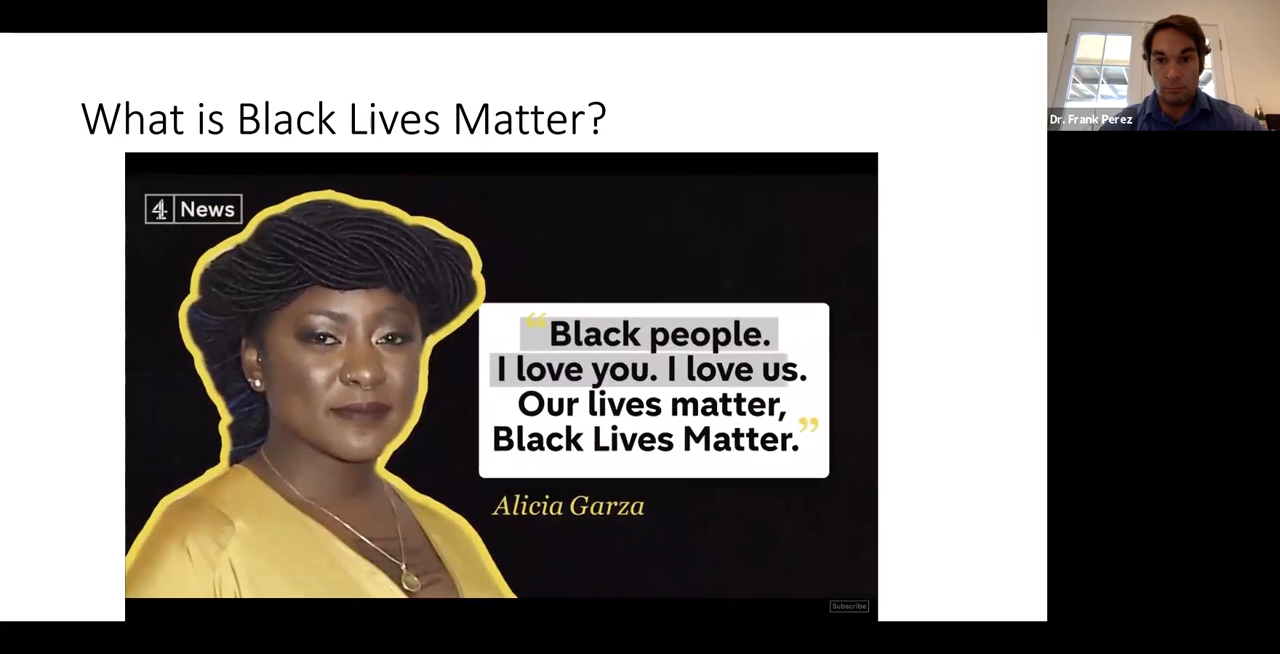 What is Black Lives Matter?
4 News
“Black people.
I love you. I love us.
Our lives matter,
Black Lives Matter.”
Alicia Garza
Subscribe
Dr. Frank Perez